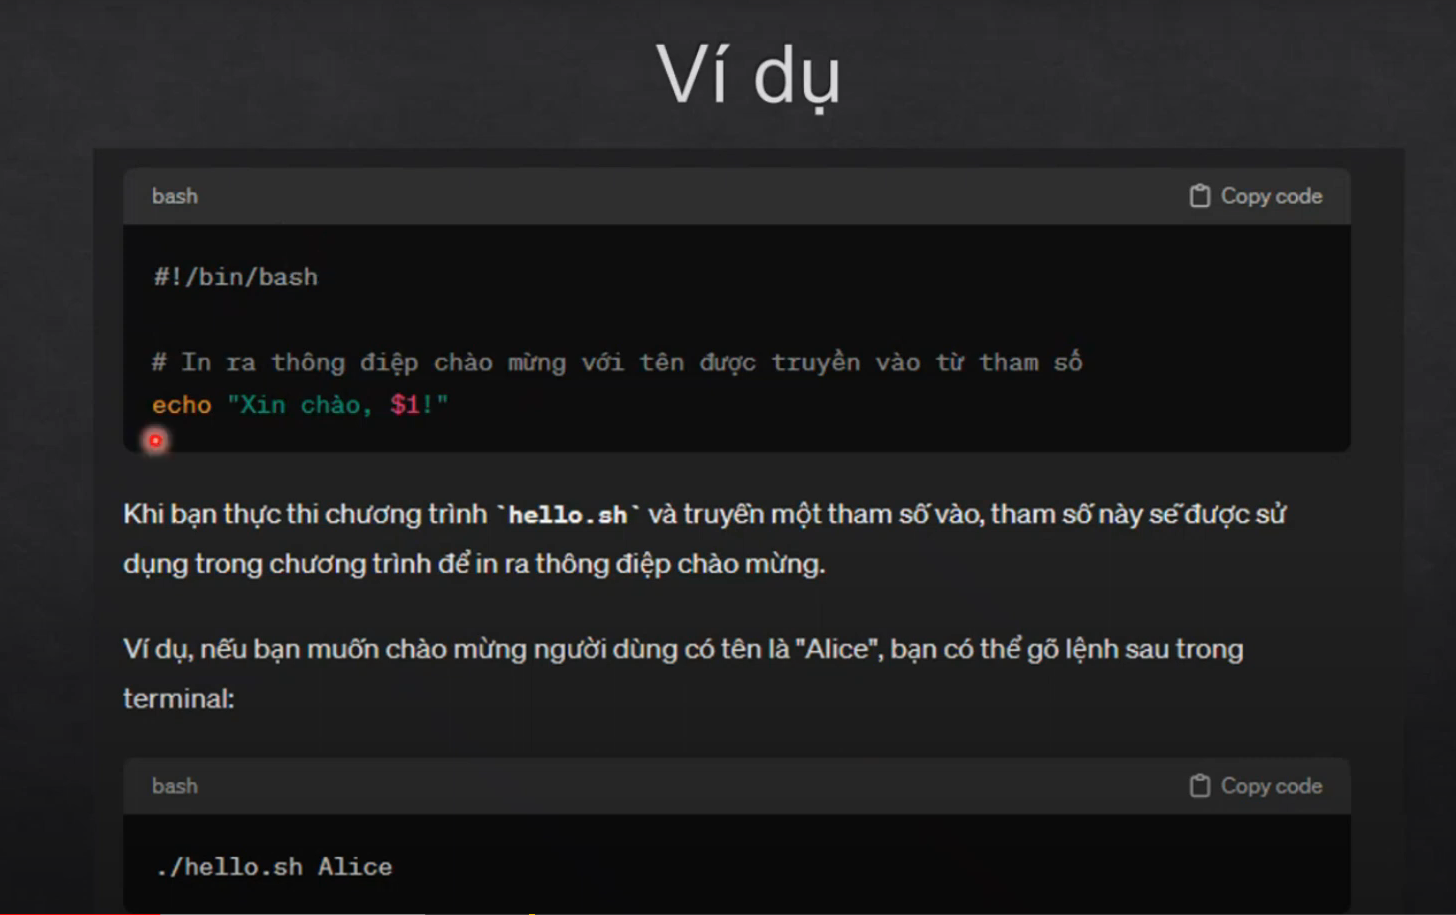 Ví dụ
bash
Copy code
#!/bin/bash
# In ra thông điệp chào mừng với tên được truyền vào từ tham số
echo "Xin chào, $1!"
Khi bạn thực thi chương trình `hello.sh` và truyền một tham số vào, tham số này sẽ được sử
dụng trong chương trình để in ra thông điệp chào mừng.
Ví dụ, nếu bạn muốn chào mừng người dùng có tên là "Alice", bạn có thể gõ lệnh sau trong
terminal:
bash
Copy code
./hello.sh Alice